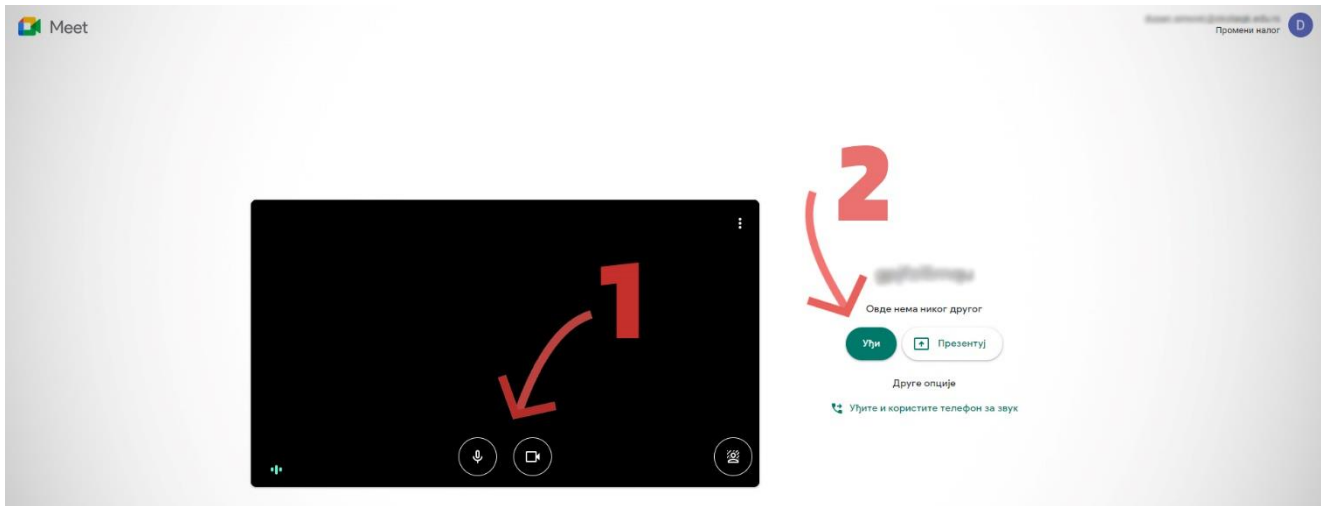 Meet
Промени налог
D
2
1
Овде нема никог другог
Уђи
Презентуј
Друге опције
Уђите и користите телефон за звук